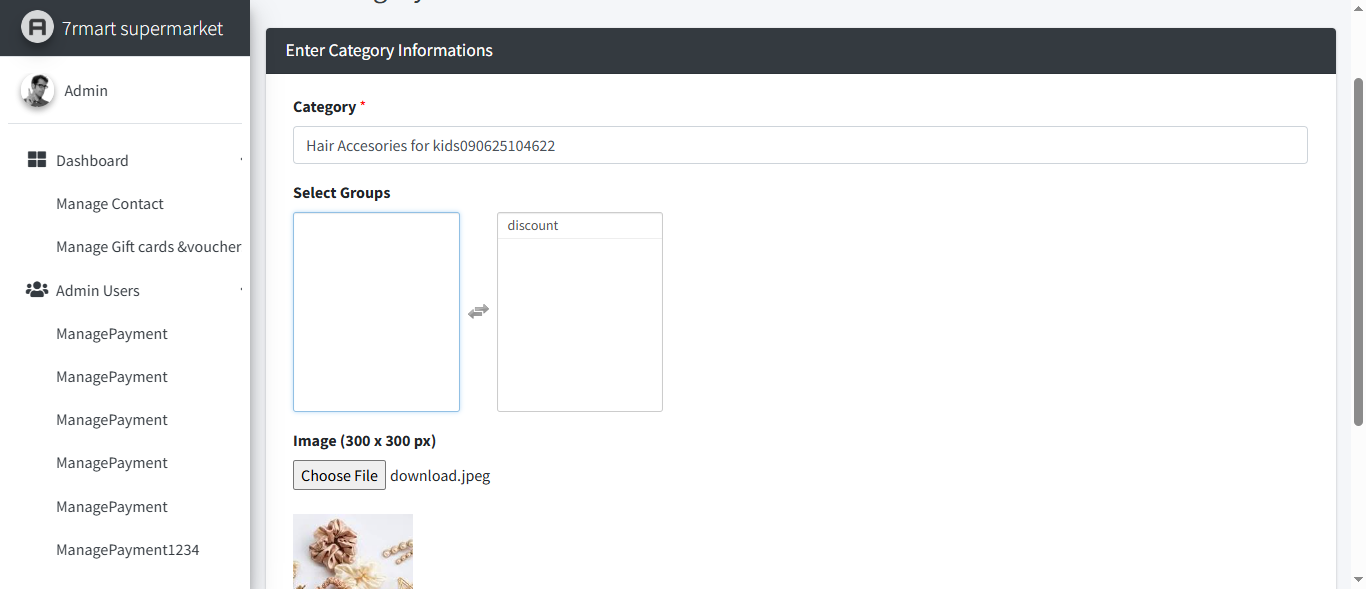 7rmart supermarket
Admin
Dashboard
Manage Contact
Manage Gift cards &voucher
Admin Users
ManagePayment
ManagePayment
ManagePayment
ManagePayment
ManagePayment
ManagePayment1234
Enter Category Informations
Category *
Hair Accesories for kids090625104622
Select Groups
discount
Image (300 x 300 px)
Choose File download.jpeg